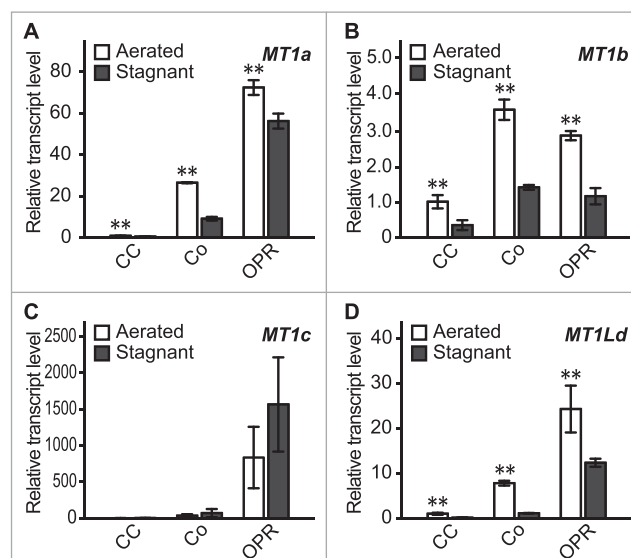 A
Aerated
Stagnant
MT1a
Relative transcript level
80
60
40
20
0
**
**
**
CC
Co
OPR
B
Aerated
Stagnant
MT1b
Relative transcript level
5.0
4.0
3.0
2.0
1.0
0
**
**
**
CC
Co
OPR
C
Aerated
Stagnant
MT1c
Relative transcript level
2500
2000
1500
1000
500
0
CC
Co
OPR
D
Aerated
Stagnant
MT1Ld
Relative transcript level
40
30
20
10
0
**
**
**
CC
Co
OPR